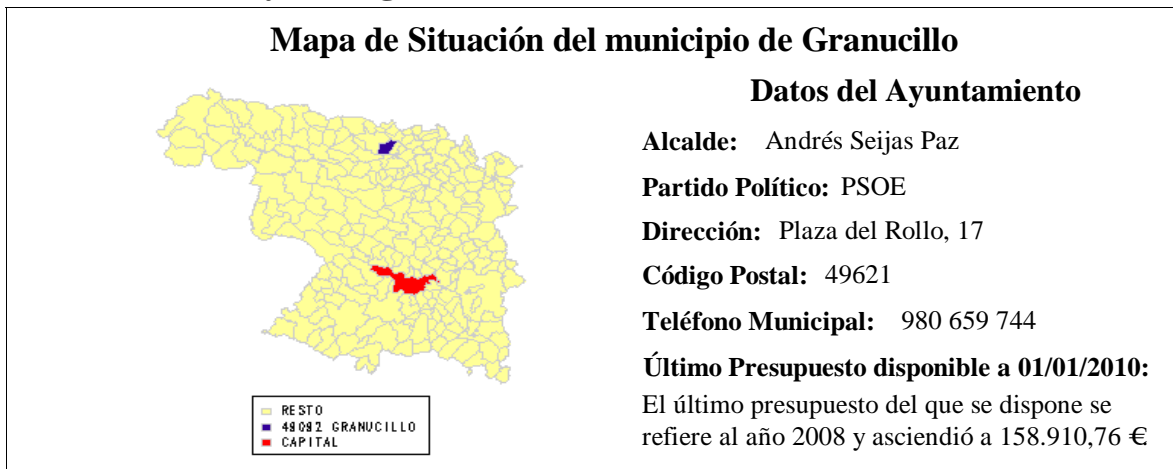 Mapa de Situación del municipio de Granucillo
Datos del Ayuntamiento
Alcalde: Andrés Seijas Paz
Partido Político: PSOE
Dirección: Plaza del Rollo, 17
Código Postal: 49621
Teléfono Municipal: 980 659 744
Último Presupuesto disponible a 01/01/2010:
El último presupuesto del que se dispone se
refiere al año 2008 y asciendió a 158.910,76 €
RESTO
49092 GRANUCILLO
CAPITAL